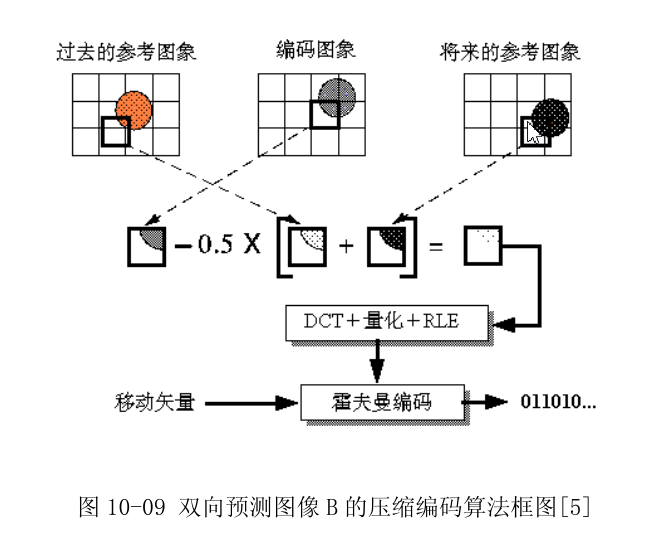 过去的参考图象 编码图象 将来的参考图象
－0.5 X [ + ] =
DCT＋量化＋RLE
移动矢量 霍夫曼编码 011010...
图 10-09 双向预测图像 B 的压缩编码算法框图[5]